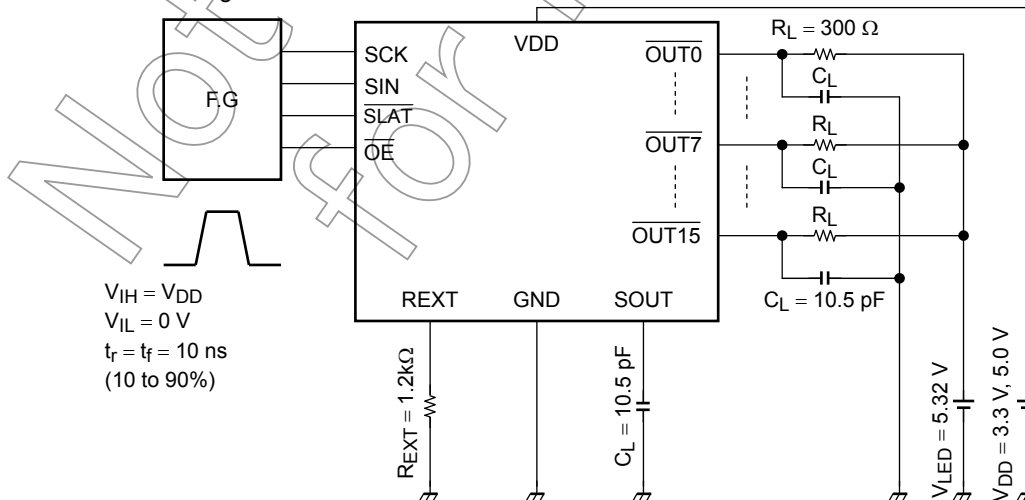 F.G
SCK
SIN
SLAT
OE
VDD
OUT0
OUT7
OUT15
REXT
GND
SOUT
RL = 300 Ω
CL
RL
CL
RL
CL = 10.5 pF
VIH = VDD
VIL = 0 V
tr = tf = 10 ns
(10 to 90%)
REXT = 1.2kΩ
CL = 10.5 pF
VLED = 5.32 V
VDD = 3.3 V, 5.0 V
Not
for